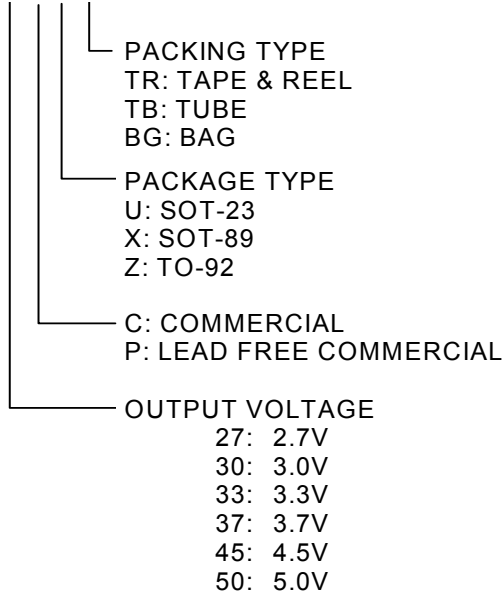 PACKING TYPE
TR: TAPE & REEL
TB: TUBE
BG: BAG
PACKAGE TYPE
U: SOT-23
X: SOT-89
Z: TO-92
C: COMMERCIAL
P: LEAD FREE COMMERCIAL
OUTPUT VOLTAGE
27: 2.7V
30: 3.0V
33: 3.3V
37: 3.7V
45: 4.5V
50: 5.0V